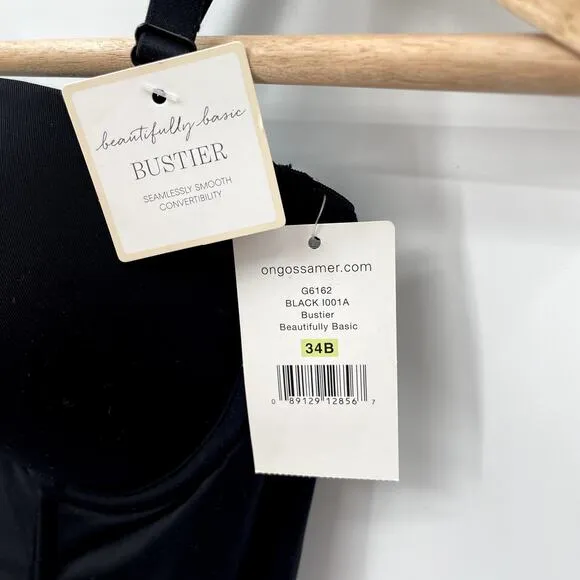 beautifully basic
BUSTIER
SEAMLESSLY SMOOTH
CONVERTIBILITY
ongossamer.com
G6162
BLACK I001A
Bustier
Beautifully Basic
34B
0 89129 12856 7